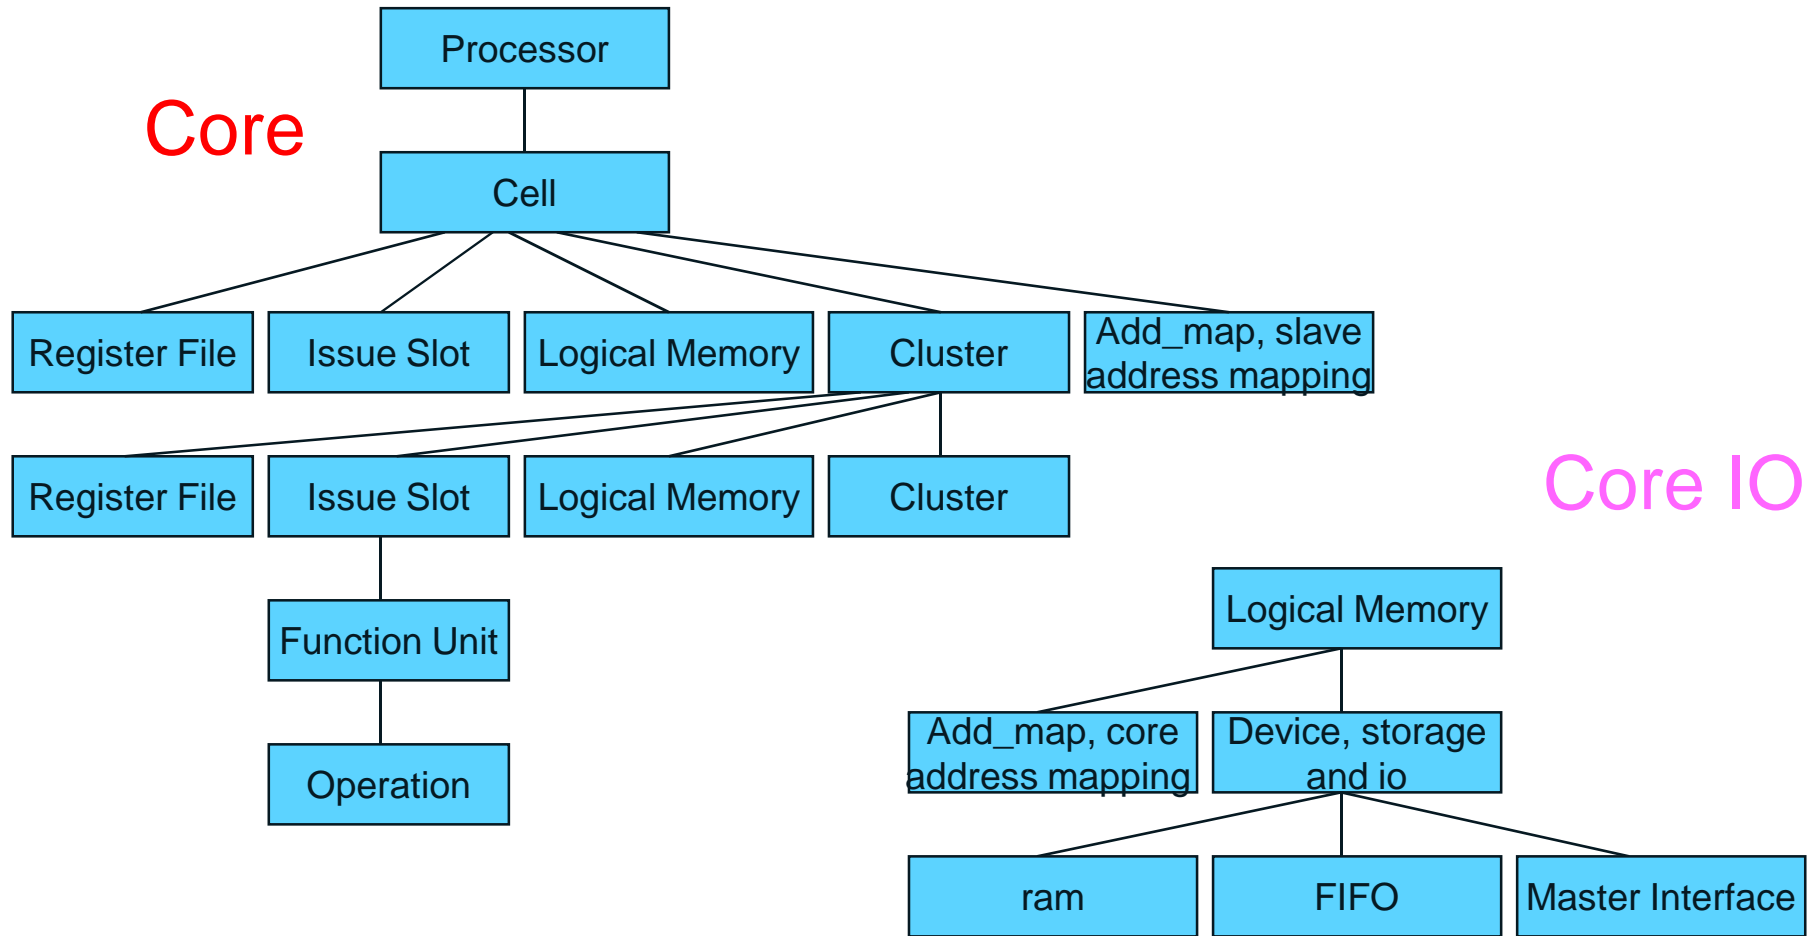 Processor
Core
Cell
Register File
Issue Slot
Logical Memory
Cluster
Add_map, slave
address mapping
Register File
Issue Slot
Logical Memory
Cluster
Core IO
Function Unit
Logical Memory
Operation
Add_map, core
address mapping
Device, storage
and io
ram
FIFO
Master Interface